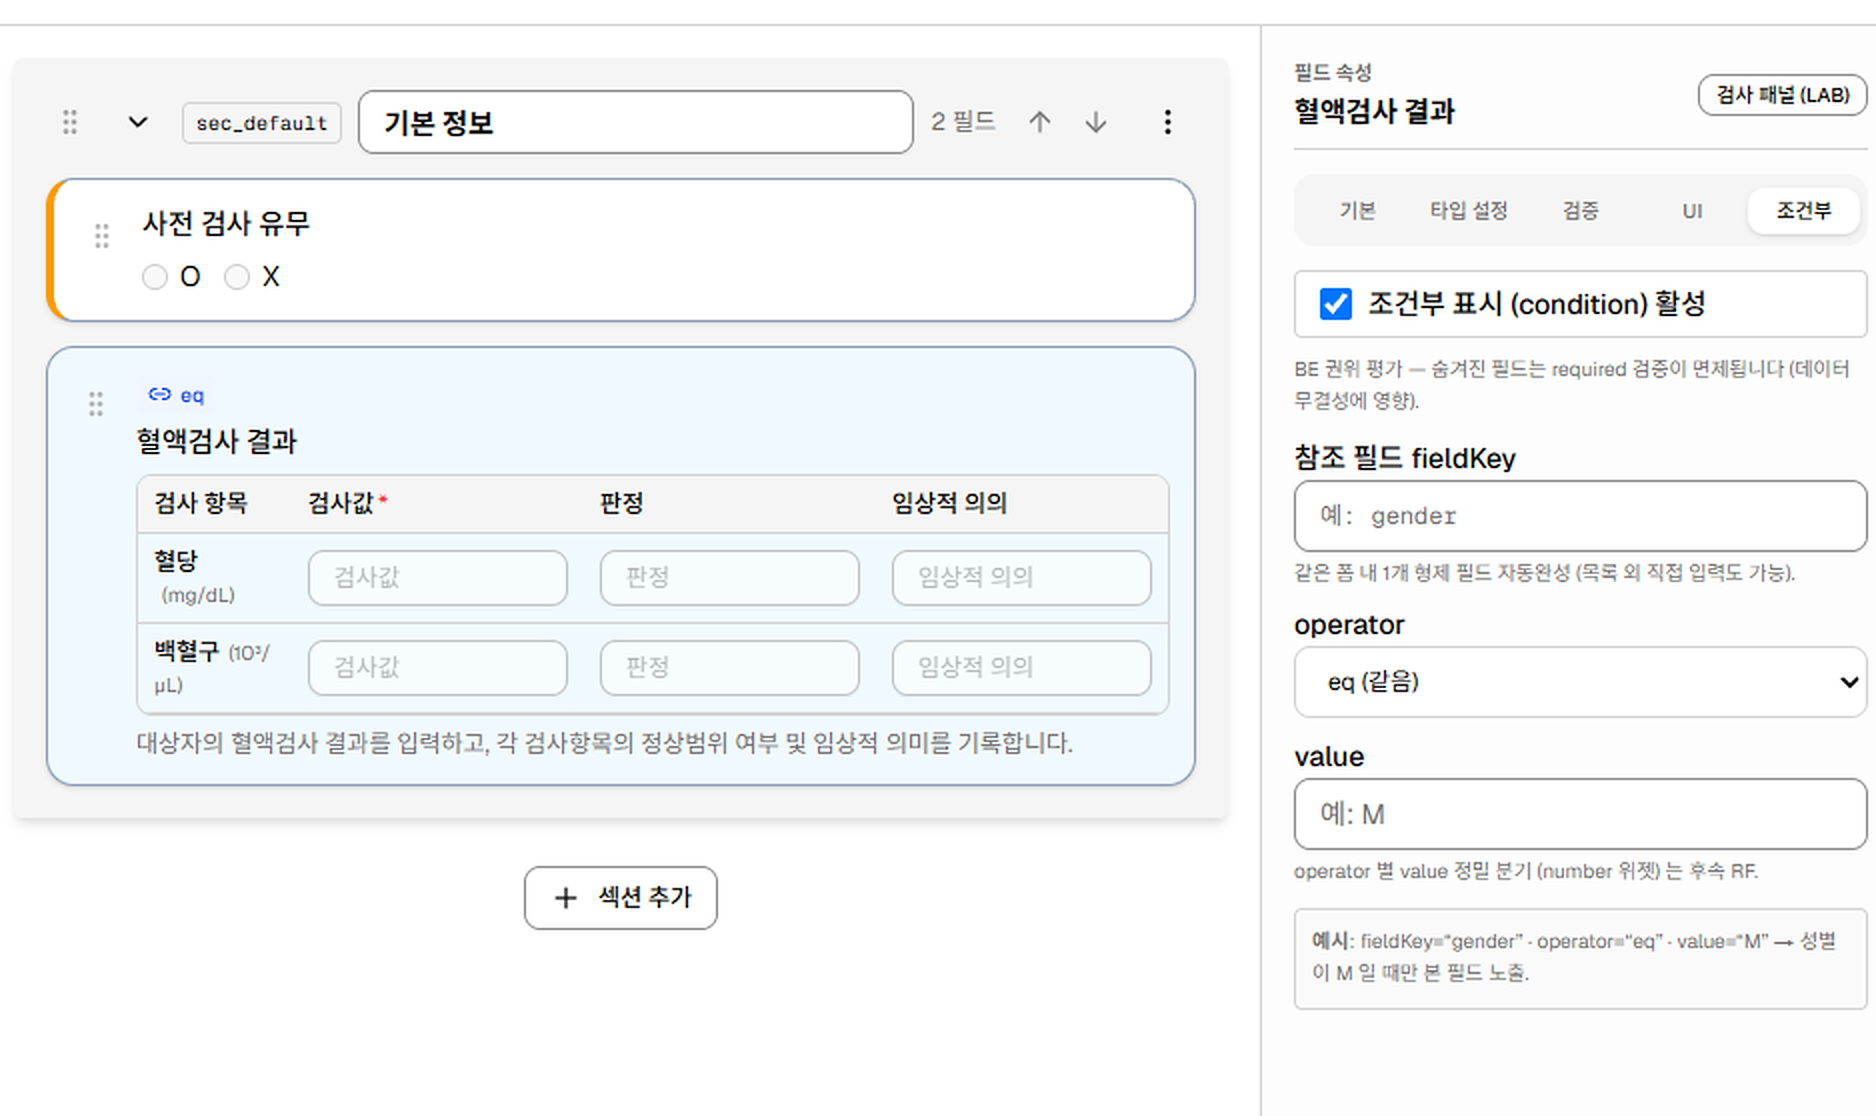 sec_default
기본 정보
2 필드
사전 검사 유무
O
X
eq
혈액검사 결과
검사 항목 검사값* 판정 임상적 의의
혈당 (mg/dL) 검사값 판정 임상적 의의
백혈구 (10³/μL) 검사값 판정 임상적 의의
대상자의 혈액검사 결과를 입력하고, 각 검사항목의 정상범위 여부 및 임상적 의미를 기록합니다.
+ 섹션 추가
필드 속성
혈액검사 결과
검사 패널 (LAB)
기본 타입 설정 검증 UI 조건부
조건부 표시 (condition) 활성
BE 권위 평가 — 숨겨진 필드는 required 검증이 면제됩니다 (데이터
무결성에 영향).
참조 필드 fieldKey
예: gender
같은 폼 내 1개 형제 필드 자동완성 (목록 외 직접 입력도 가능).
operator
eq (같음)
value
예: M
operator 별 value 정밀 분기 (number 위젯) 는 후속 RF.
예시: fieldKey=“gender” · operator=“eq” · value=“M” → 성별
이 M 일 때만 본 필드 노출.